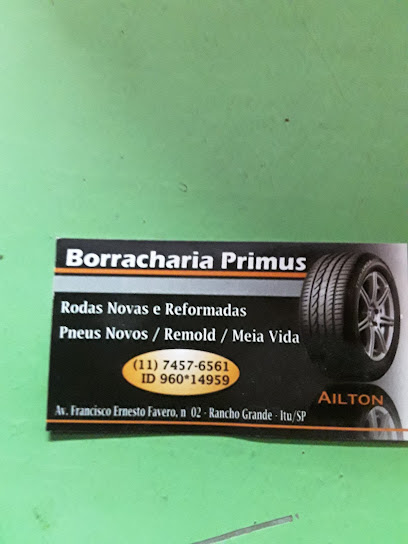 Borracharia Primus
Rodas Novas e Reformadas
Pneus Novos / Remold / Meia Vida
(11) 7457-6561
ID 960*14959
AILTON
Av. Francisco Ernesto Favero, n 02 - Rancho Grande - Itu/SP